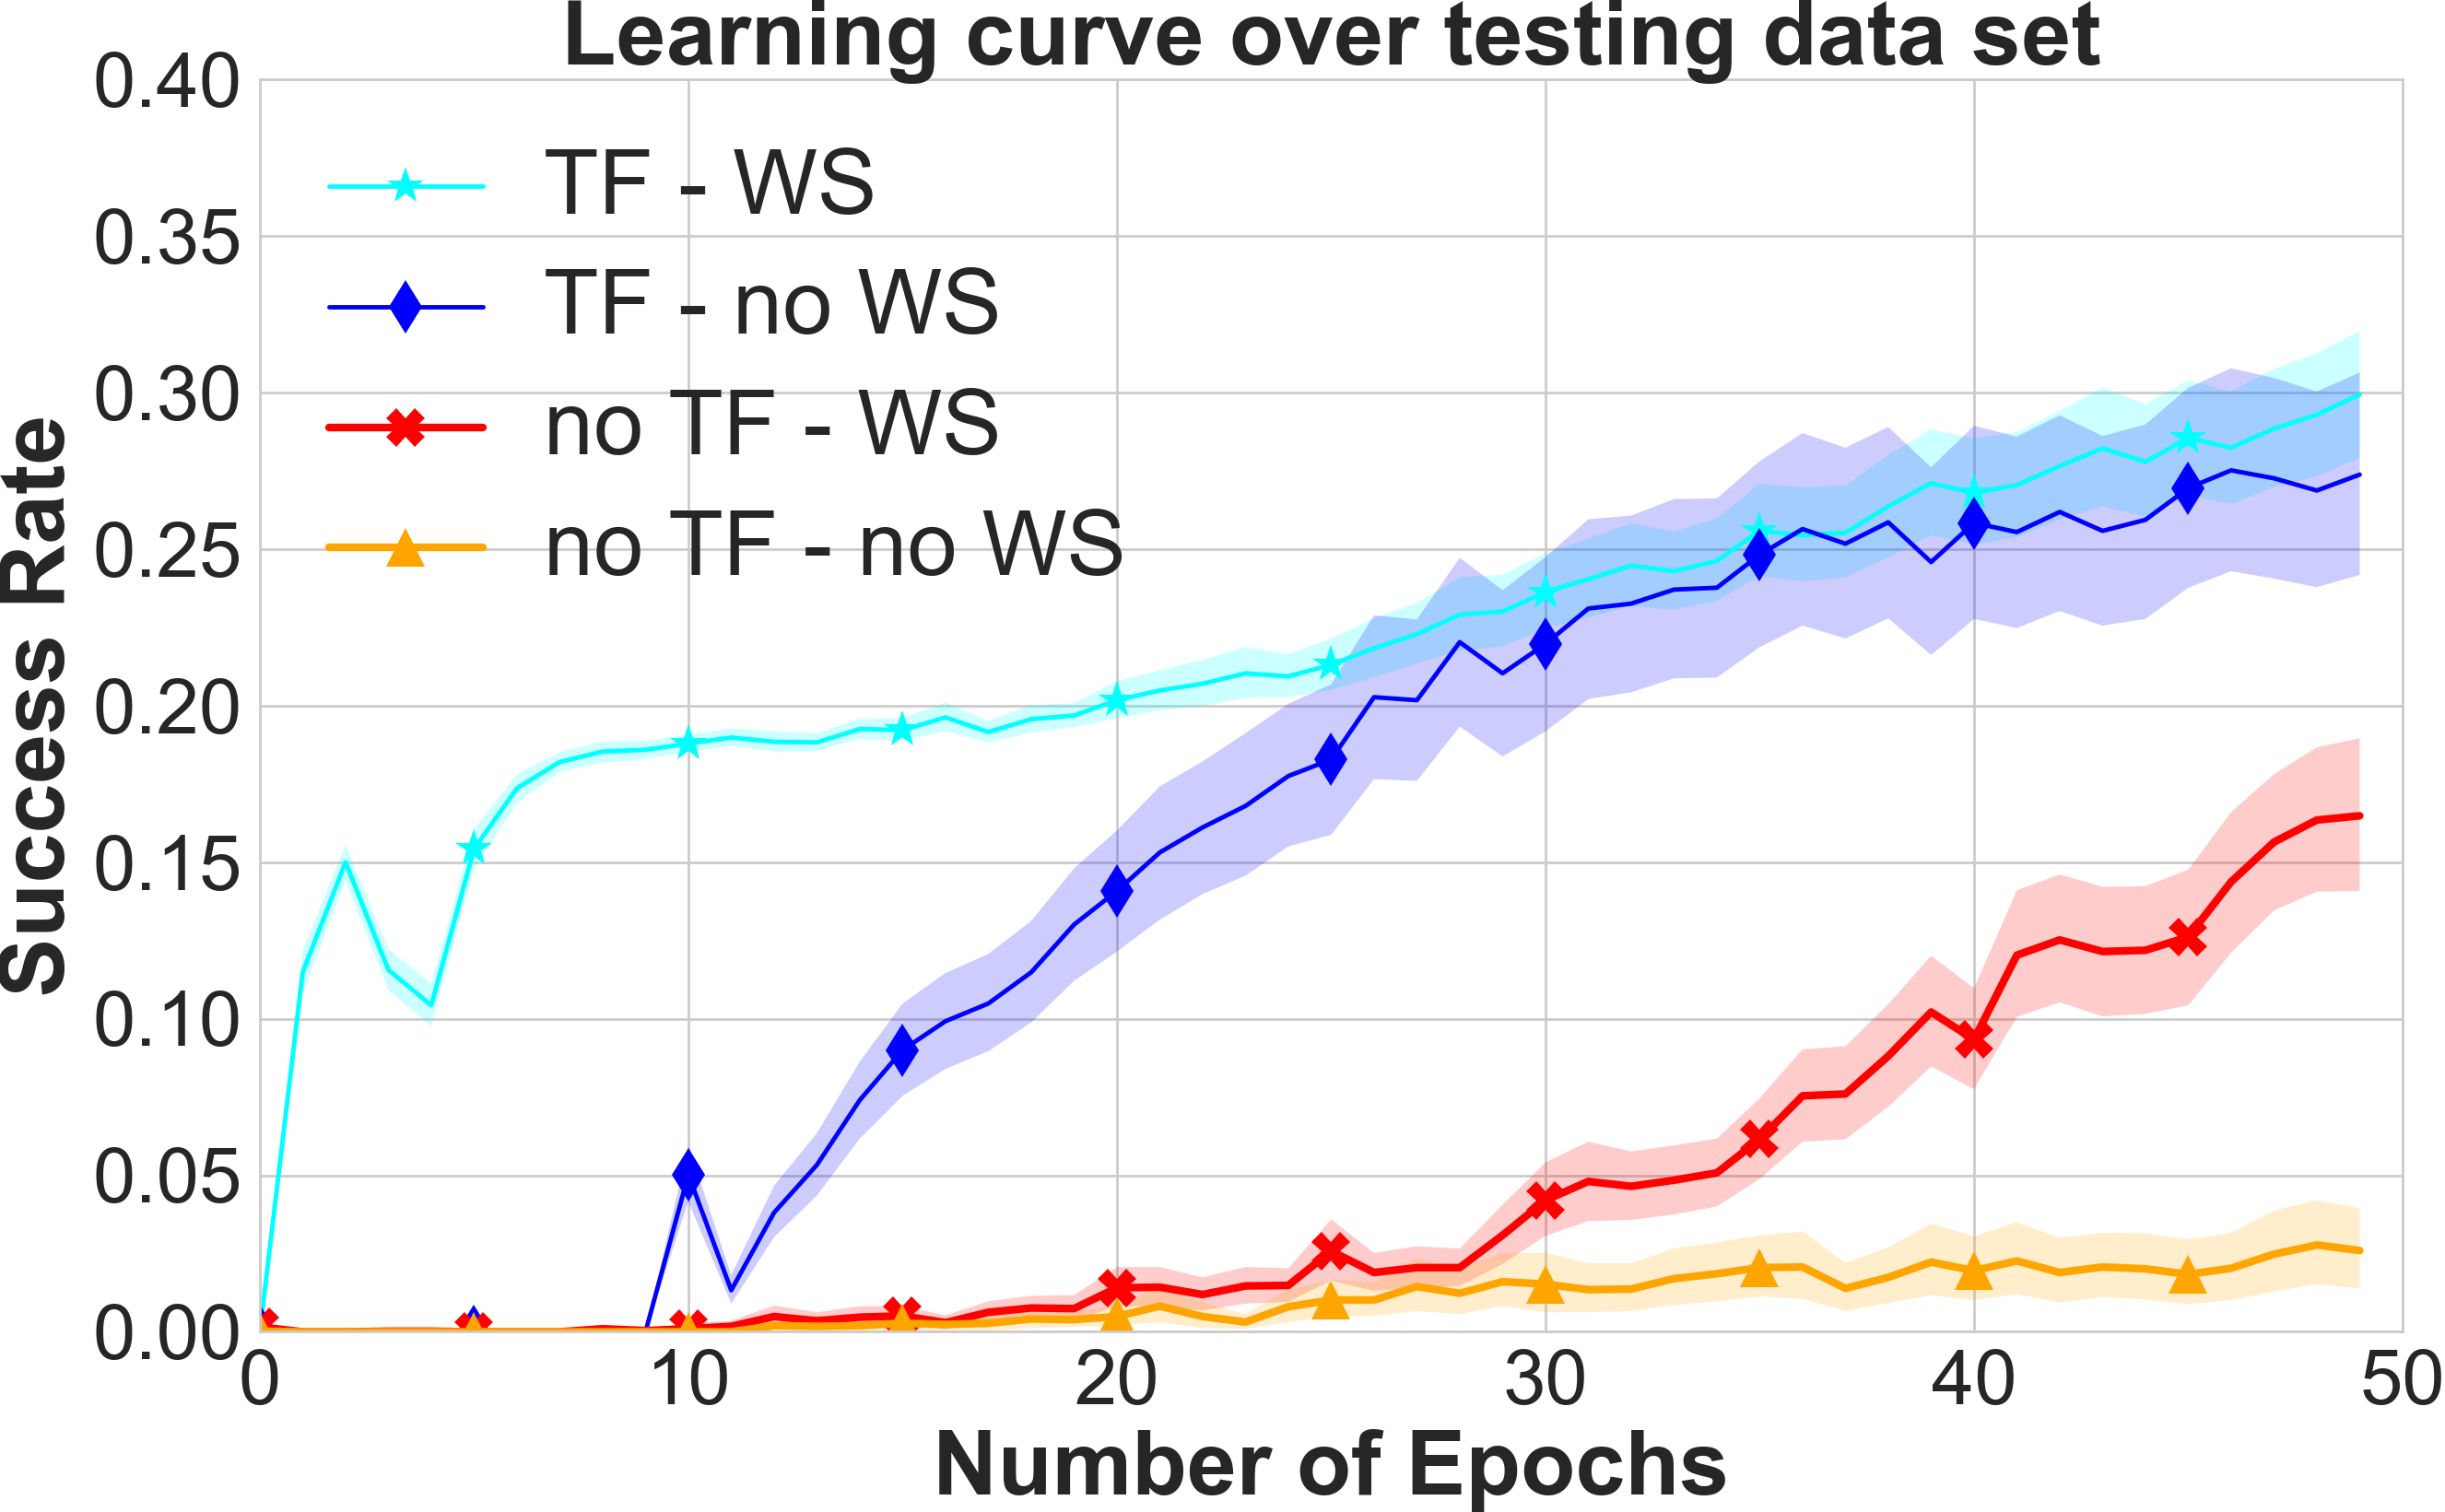 Learning curve over testing data set
0.40
0.35
0.30
0.25
0.20
0.15
0.10
0.05
0.00
Success Rate
TF - WS
TF - no WS
no TF - WS
no TF - no WS
0 10 20 30 40 50
Number of Epochs